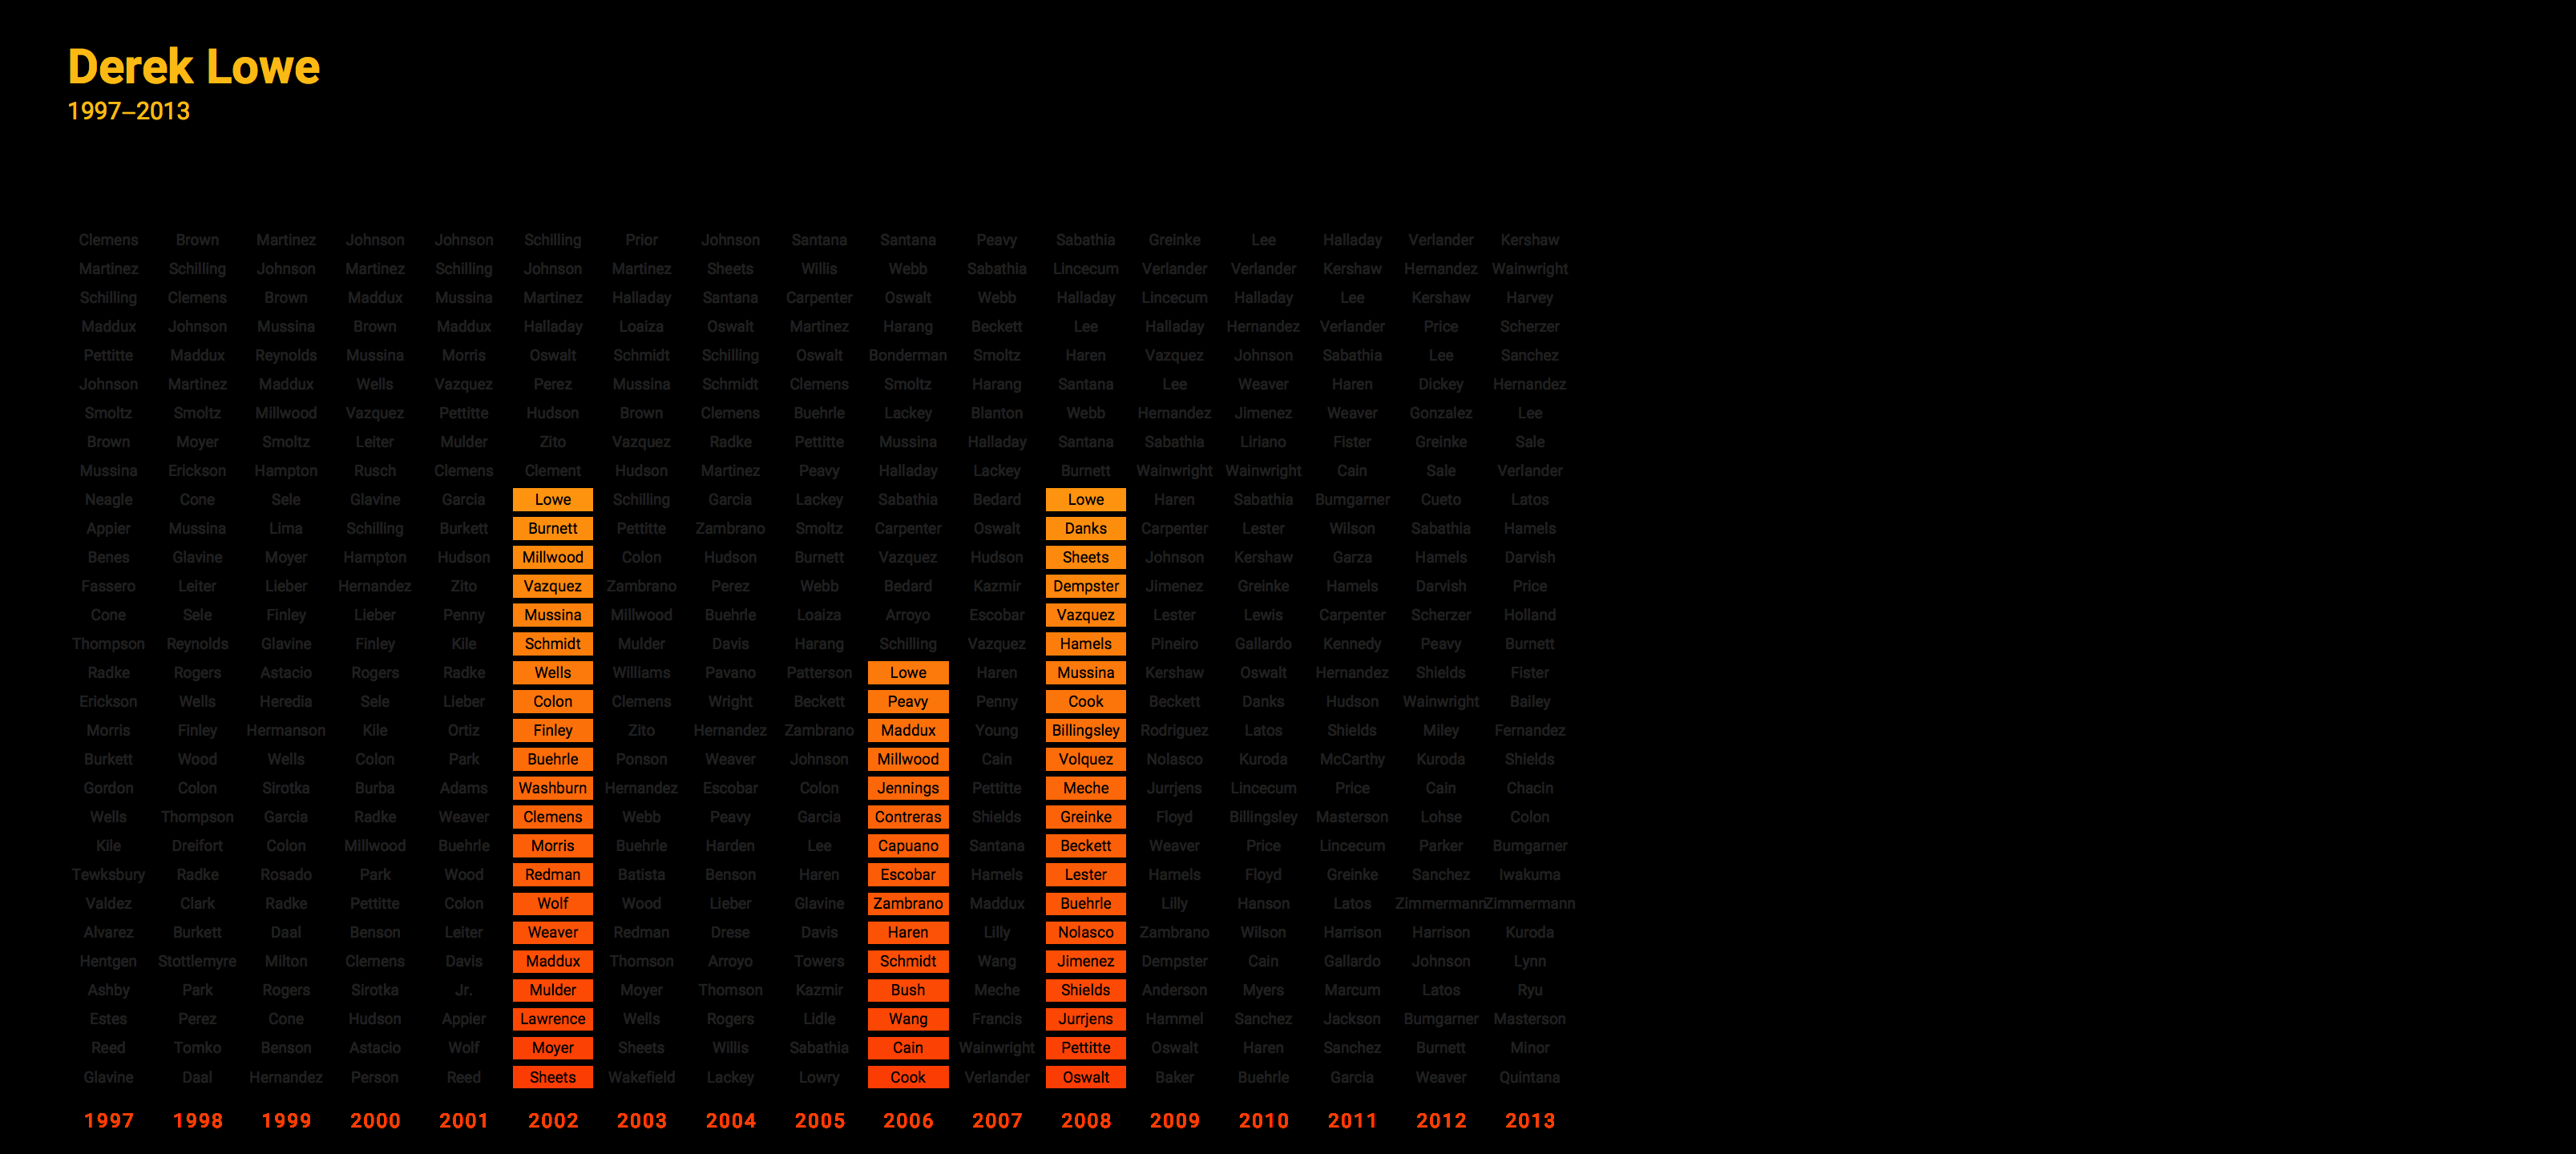 Derek Lowe
1997–2013
Clemens Brown Martinez Johnson Johnson Schilling Prior Johnson Santana Santana Peavy Sabathia Greinke Lee Halladay Verlander Kershaw
Martinez Schilling Johnson Martinez Schilling Johnson Martinez Sheets Willis Webb Sabathia Lincecum Verlander Verlander Kershaw Hernandez Wainwright
Schilling Clemens Brown Maddux Mussina Martinez Halladay Santana Carpenter Oswalt Webb Halladay Lincecum Halladay Lee Kershaw Harvey
Maddux Johnson Mussina Brown Maddux Halladay Loaiza Oswalt Martinez Harang Beckett Lee Halladay Hernandez Verlander Price Scherzer
Pettitte Maddux Reynolds Mussina Morris Oswalt Schmidt Schilling Oswalt Bonderman Smoltz Haren Vazquez Johnson Sabathia Lee Sanchez
Johnson Martinez Maddux Wells Vazquez Perez Mussina Schmidt Clemens Smoltz Harang Santana Lee Weaver Haren Dickey Hernandez
Smoltz Smoltz Millwood Vazquez Pettitte Hudson Brown Clemens Buehrle Lackey Blanton Webb Hernandez Jimenez Weaver Gonzalez Lee
Brown Moyer Smoltz Leiter Mulder Zito Vazquez Radke Pettitte Mussina Halladay Santana Sabathia Liriano Fister Greinke Sale
Mussina Erickson Hampton Rusch Clemens Clement Hudson Martinez Peavy Halladay Lackey Burnett Wainwright Wainwright Cain Sale Verlander
Neagle Cone Sele Glavine Garcia Lowe Schilling Garcia Lackey Sabathia Bedard Lowe Haren Sabathia Bumgarner Cueto Latos
Appier Mussina Lima Schilling Burkett Burnett Pettitte Zambrano Smoltz Carpenter Oswalt Danks Carpenter Lester Wilson Sabathia Hamels
Benes Glavine Moyer Hampton Hudson Millwood Colon Hudson Burnett Vazquez Hudson Sheets Johnson Kershaw Garza Hamels Darvish
Fassero Leiter Lieber Hernandez Zito Vazquez Zambrano Perez Webb Bedard Kazmir Dempster Jimenez Greinke Hamels Darvish Price
Cone Sele Finley Lieber Penny Mussina Millwood Buehrle Loaiza Arroyo Escobar Vazquez Lester Lewis Carpenter Scherzer Holland
Thompson Reynolds Glavine Finley Kile Schmidt Mulder Davis Harang Schilling Vazquez Hamels Pineiro Gallardo Kennedy Peavy Burnett
Radke Rogers Astacio Rogers Radke Wells Williams Pavano Patterson Lowe Haren Mussina Kershaw Oswalt Hernandez Shields Fister
Erickson Wells Heredia Sele Lieber Colon Clemens Wright Beckett Peavy Penny Cook Beckett Danks Hudson Wainwright Bailey
Morris Finley Hermanson Kile Ortiz Finley Zito Hernandez Zambrano Maddux Young Billingsley Rodriguez Latos Shields Miley Fernandez
Burkett Wood Wells Colon Park Buehrle Ponson Weaver Johnson Millwood Cain Volquez Nolasco Kuroda McCarthy Kuroda Shields
Gordon Colon Sirotka Burba Adams Washburn Hernandez Escobar Colon Jennings Pettitte Meche Jurrjens Lincecum Price Cain Chacin
Wells Thompson Garcia Radke Weaver Clemens Webb Peavy Garcia Contreras Shields Greinke Floyd Billingsley Masterson Lohse Colon
Kile Dreifort Colon Millwood Buehrle Morris Buehrle Harden Lee Capuano Santana Beckett Weaver Price Lincecum Parker Bumgarner
Tewksbury Radke Rosado Park Wood Redman Batista Benson Haren Escobar Hamels Lester Hamels Floyd Greinke Sanchez Iwakuma
Valdez Clark Radke Pettitte Colon Wolf Wood Lieber Glavine Zambrano Maddux Buehrle Lilly Hanson Latos Zimmermann Zimmermann
Alvarez Burkett Daal Benson Leiter Weaver Redman Drese Davis Haren Lilly Nolasco Zambrano Wilson Harrison Harrison Kuroda
Hentgen Stottlemyre Milton Clemens Davis Maddux Thomson Arroyo Towers Schmidt Wang Jimenez Dempster Cain Gallardo Johnson Lynn
Ashby Park Rogers Sirotka Jr. Mulder Moyer Thomson Kazmir Bush Meche Shields Anderson Myers Marcum Latos Ryu
Estes Perez Cone Hudson Appier Lawrence Wells Rogers Lidle Wang Francis Jurrjens Hammel Sanchez Jackson Bumgarner Masterson
Reed Tomko Benson Astacio Wolf Moyer Sheets Willis Sabathia Cain Wainwright Pettitte Oswalt Haren Sanchez Burnett Minor
Glavine Daal Hernandez Person Reed Sheets Wakefield Lackey Lowry Cook Verlander Oswalt Baker Buehrle Garcia Weaver Quintana
1997 1998 1999 2000 2001 2002 2003 2004 2005 2006 2007 2008 2009 2010 2011 2012 2013